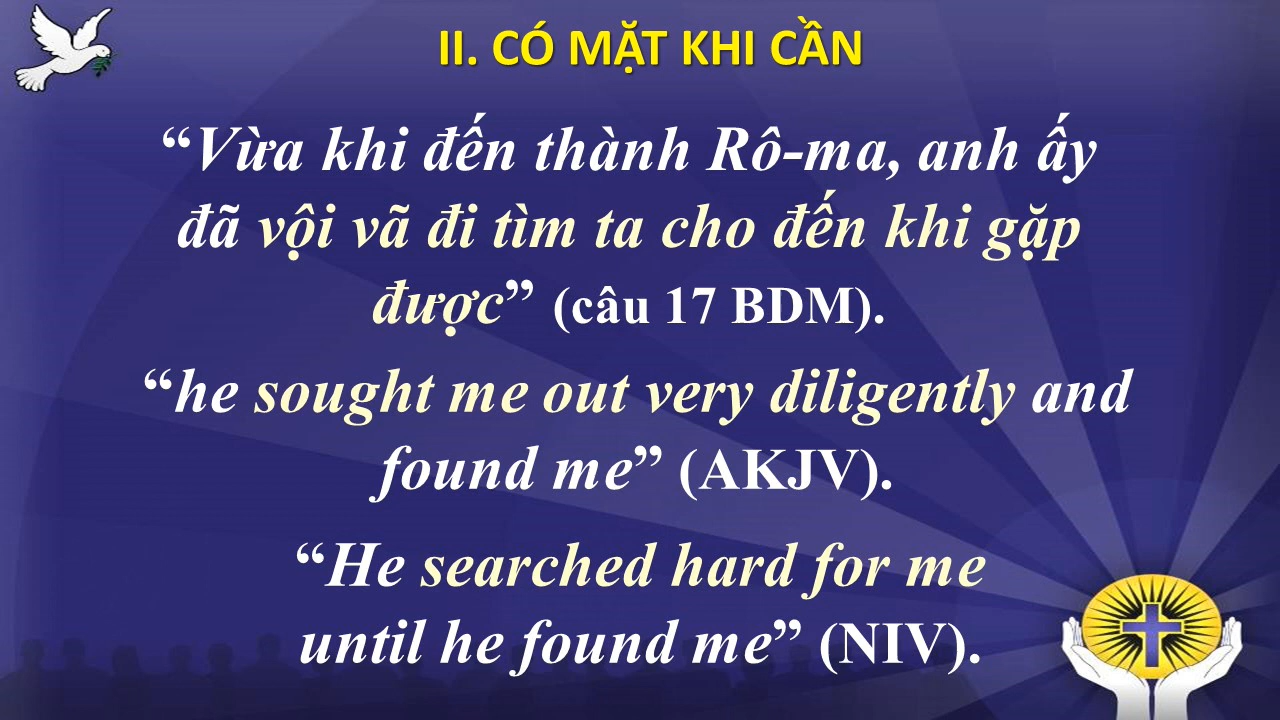 II. CÓ MẶT KHI CẦN
“Vừa khi đến thành Rô-ma, anh ấy
đã vội vã đi tìm ta cho đến khi gặp
được” (câu 17 BDM).
“he sought me out very diligently and
found me” (AKJV).
“He searched hard for me
until he found me” (NIV).